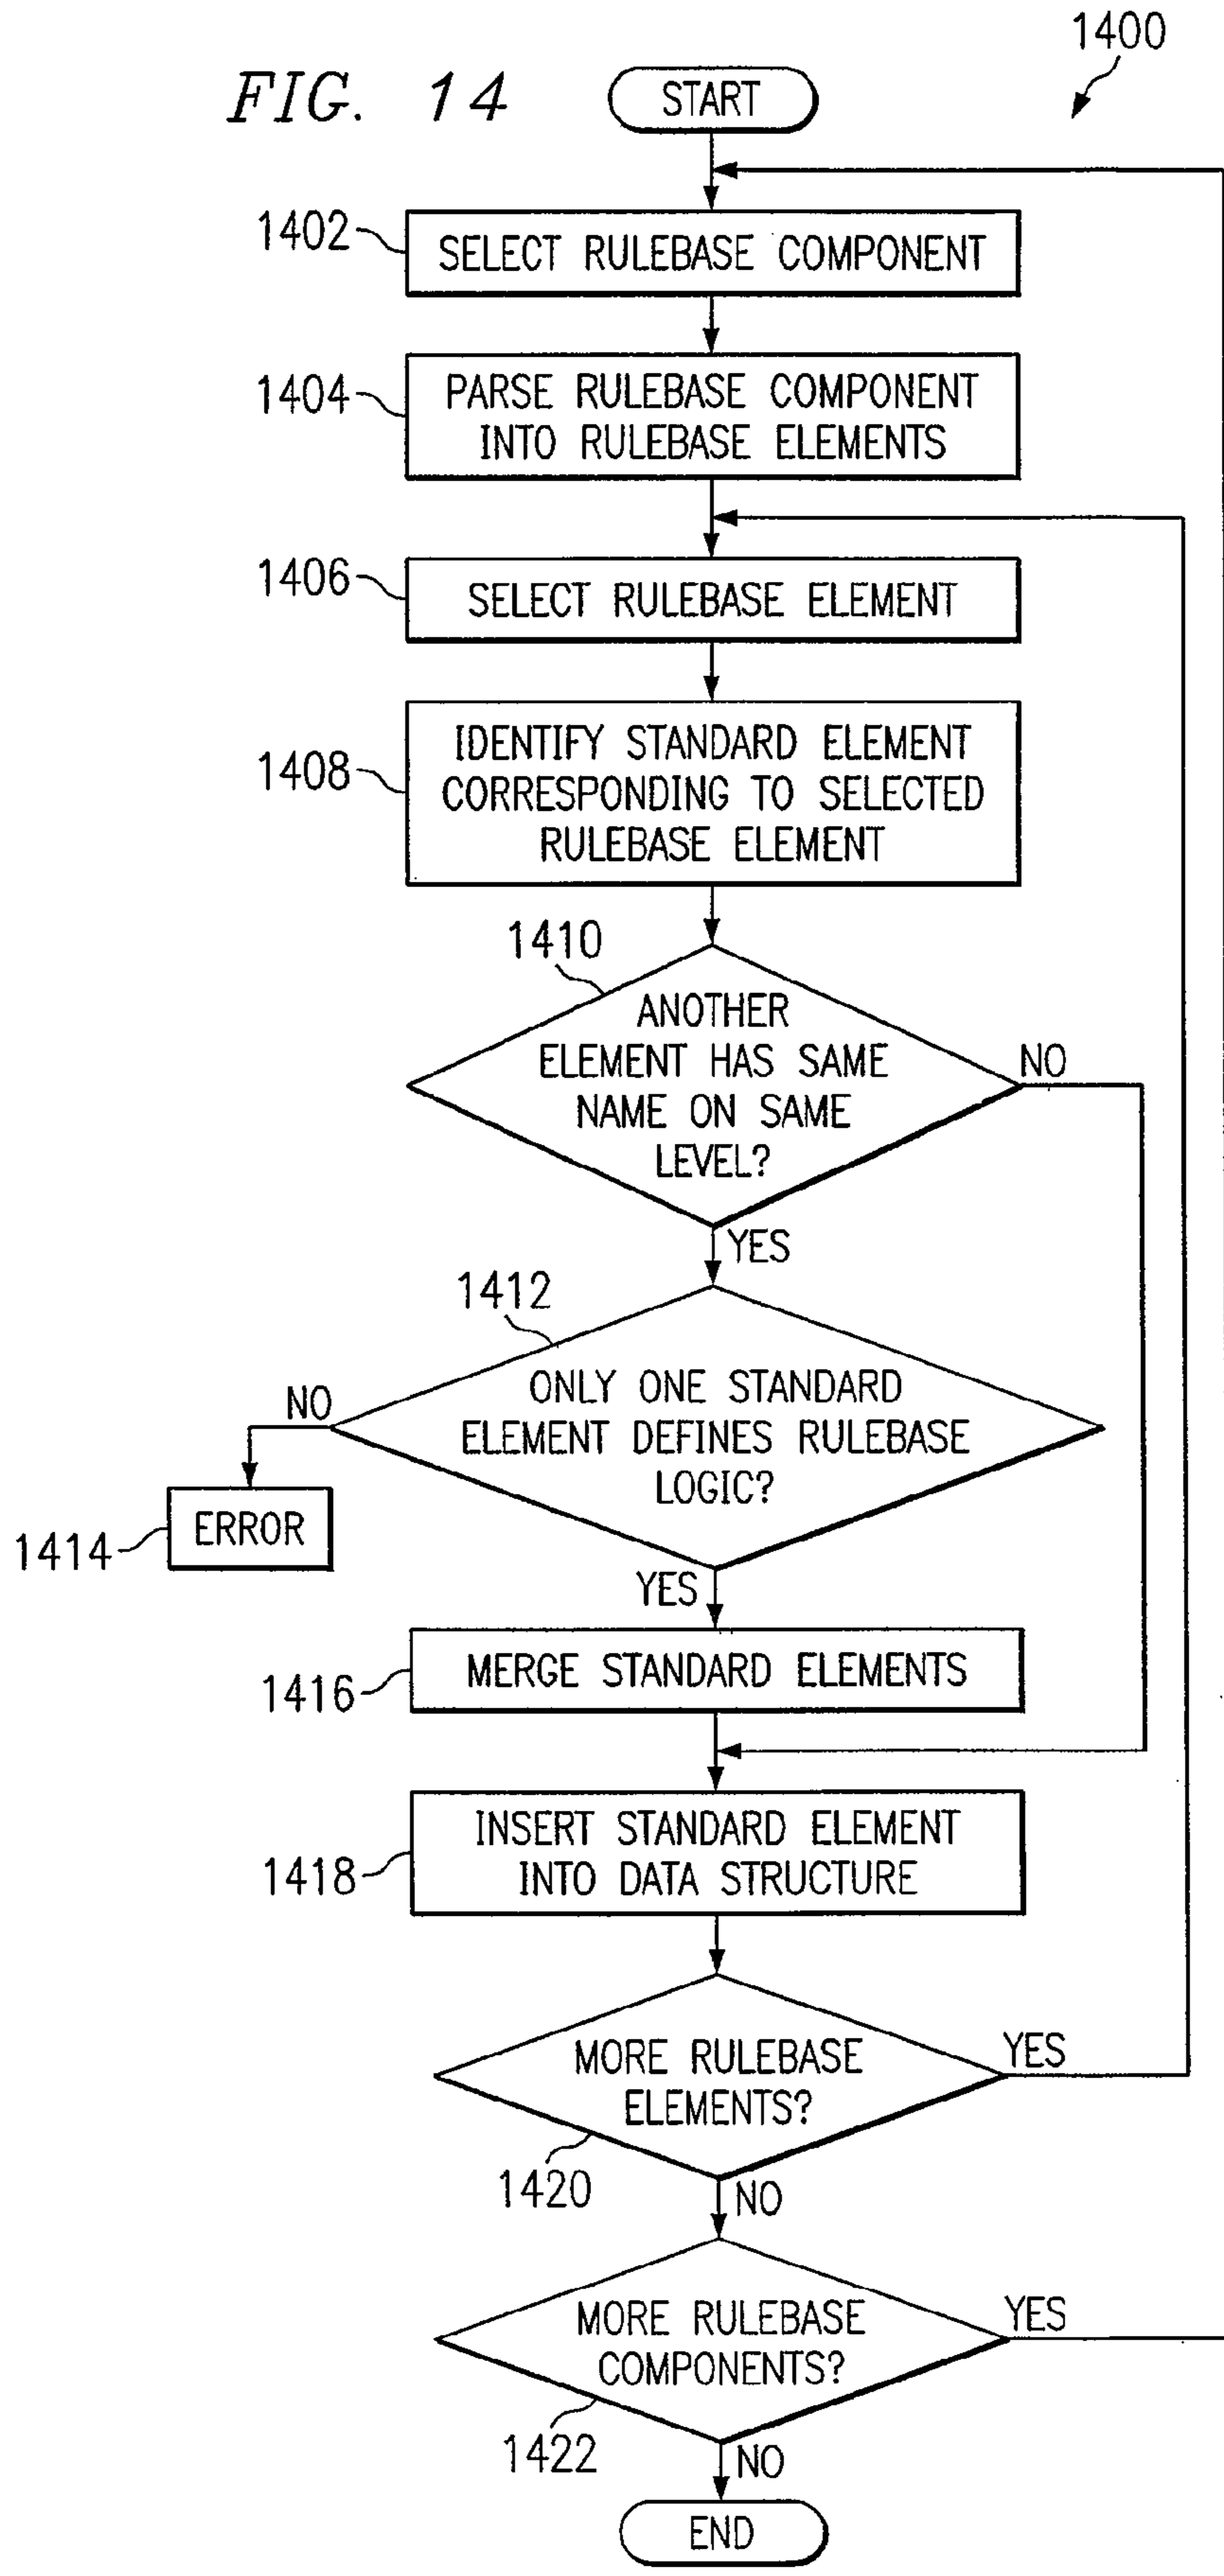 1400
FIG. 14
START
1402
SELECT RULEBASE COMPONENT
1404
PARSE RULEBASE COMPONENT
INTO RULEBASE ELEMENTS
1406
SELECT RULEBASE ELEMENT
1408
IDENTIFY STANDARD ELEMENT
CORRESPONDING TO SELECTED
RULEBASE ELEMENT
1410
ANOTHER
ELEMENT HAS SAME
NAME ON SAME
LEVEL?
NO
YES
1412
ONLY ONE STANDARD
ELEMENT DEFINES RULEBASE
LOGIC?
NO
1414
ERROR
YES
1416
MERGE STANDARD ELEMENTS
1418
INSERT STANDARD ELEMENT
INTO DATA STRUCTURE
MORE RULEBASE
ELEMENTS?
YES
1420
NO
MORE RULEBASE
COMPONENTS?
YES
1422
NO
END